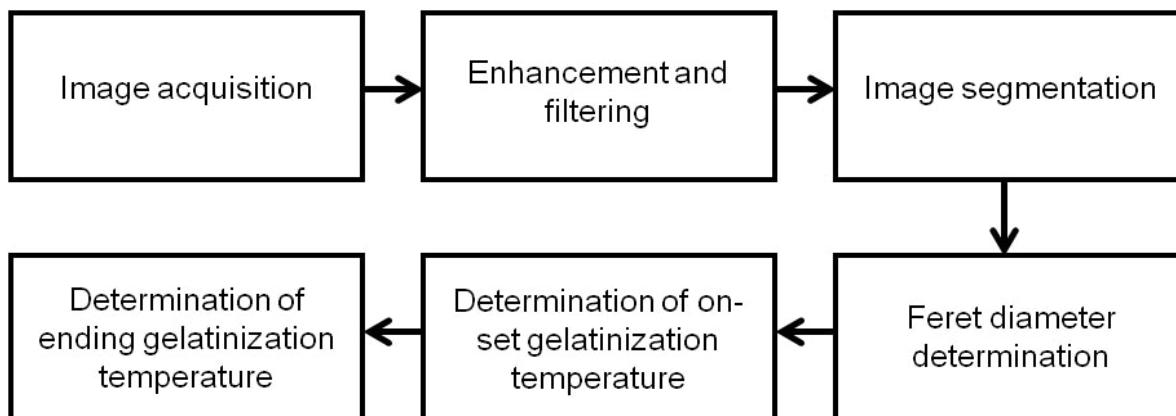 Image acquisition
Enhancement and
filtering
Image segmentation
Feret diameter
determination
Determination of on-
set gelatinization
temperature
Determination of
ending gelatinization
temperature